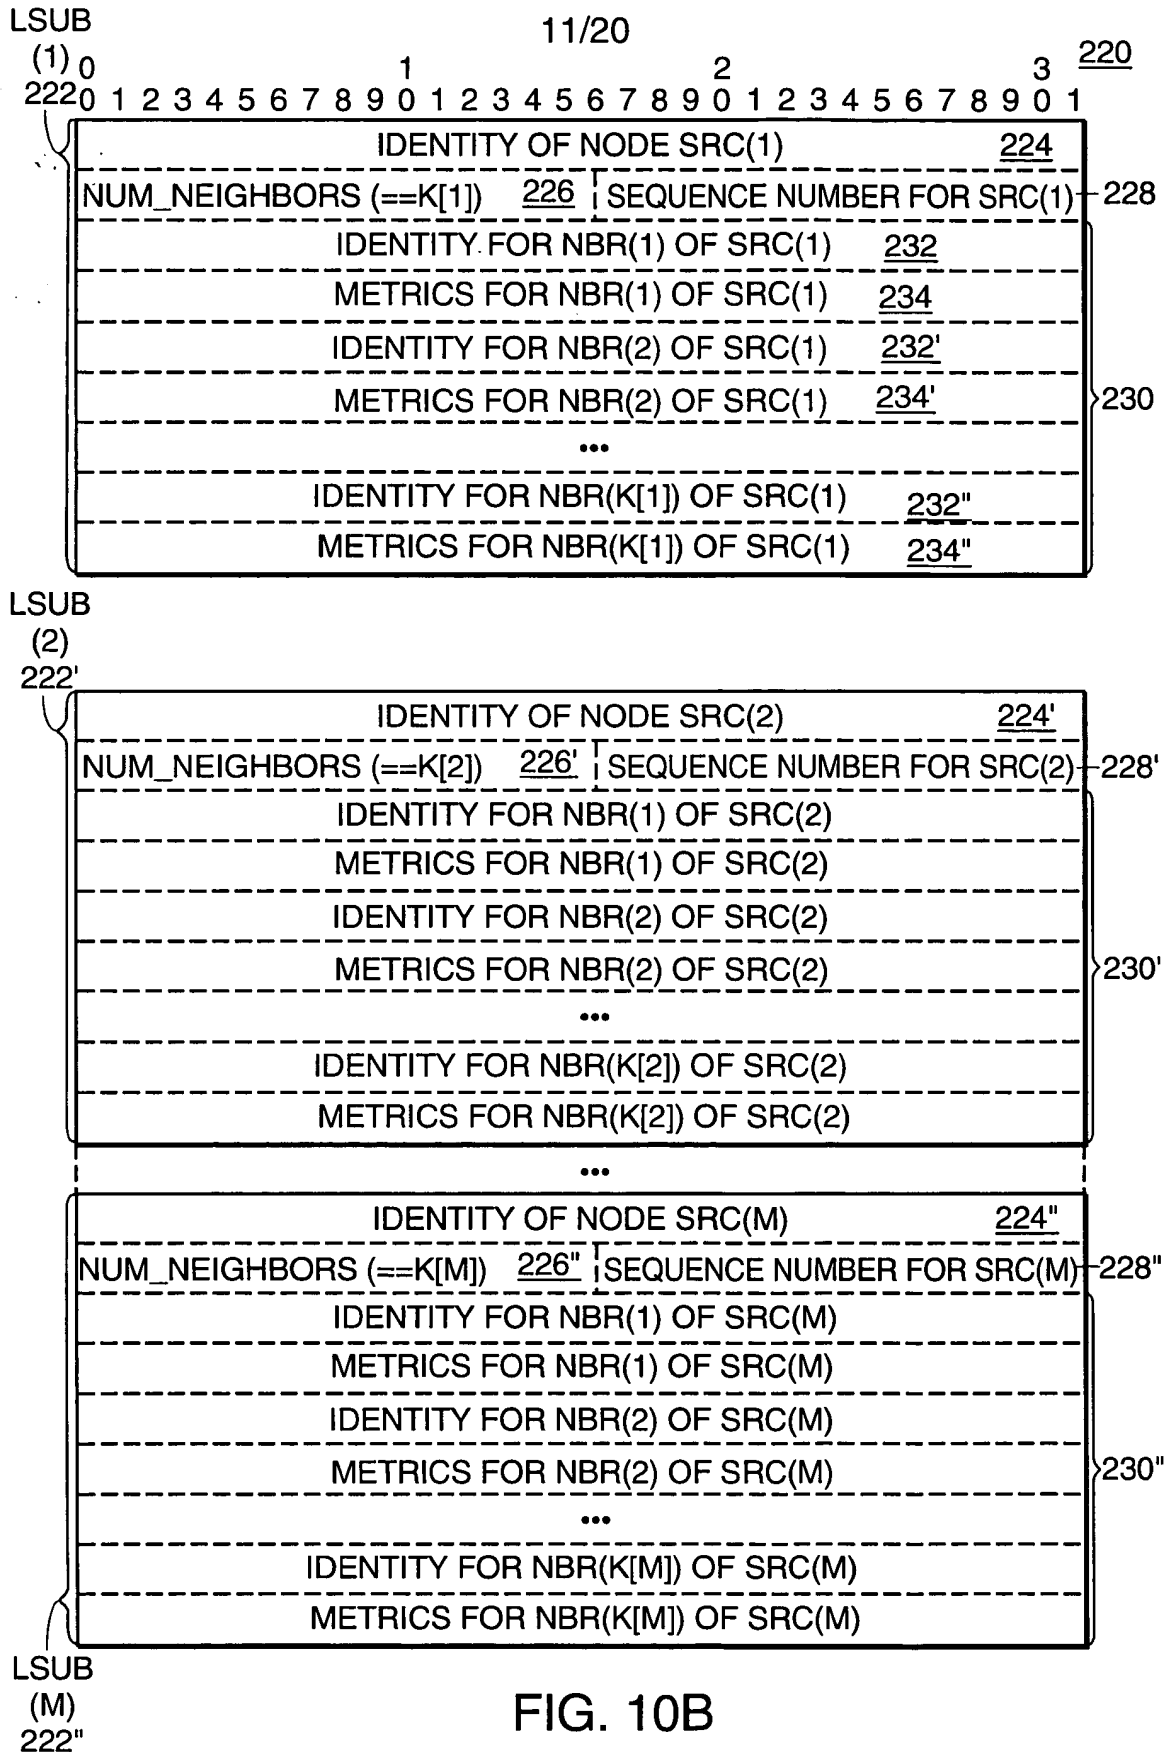 LSUB
11/20
(1) 0 1 2 3 220
222 0 1 2 3 4 5 6 7 8 9 0 1 2 3 4 5 6 7 8 9 0 1 2 3 4 5 6 7 8 9 0 1
IDENTITY OF NODE SRC(1) 224
NUM_NEIGHBORS (==K[1]) 226 SEQUENCE NUMBER FOR SRC(1) 228
IDENTITY FOR NBR(1) OF SRC(1) 232
METRICS FOR NBR(1) OF SRC(1) 234
IDENTITY FOR NBR(2) OF SRC(1) 232'
METRICS FOR NBR(2) OF SRC(1) 234' 230
•••
IDENTITY FOR NBR(K[1]) OF SRC(1) 232"
METRICS FOR NBR(K[1]) OF SRC(1) 234"
LSUB
(2)
222'
IDENTITY OF NODE SRC(2) 224'
NUM_NEIGHBORS (==K[2]) 226' SEQUENCE NUMBER FOR SRC(2) 228'
IDENTITY FOR NBR(1) OF SRC(2)
METRICS FOR NBR(1) OF SRC(2)
IDENTITY FOR NBR(2) OF SRC(2)
METRICS FOR NBR(2) OF SRC(2) 230'
•••
IDENTITY FOR NBR(K[2]) OF SRC(2)
METRICS FOR NBR(K[2]) OF SRC(2)
•••
IDENTITY OF NODE SRC(M) 224"
NUM_NEIGHBORS (==K[M]) 226" SEQUENCE NUMBER FOR SRC(M) 228"
IDENTITY FOR NBR(1) OF SRC(M)
METRICS FOR NBR(1) OF SRC(M)
IDENTITY FOR NBR(2) OF SRC(M)
METRICS FOR NBR(2) OF SRC(M) 230"
•••
IDENTITY FOR NBR(K[M]) OF SRC(M)
METRICS FOR NBR(K[M]) OF SRC(M)
LSUB
(M)
222"
FIG. 10B